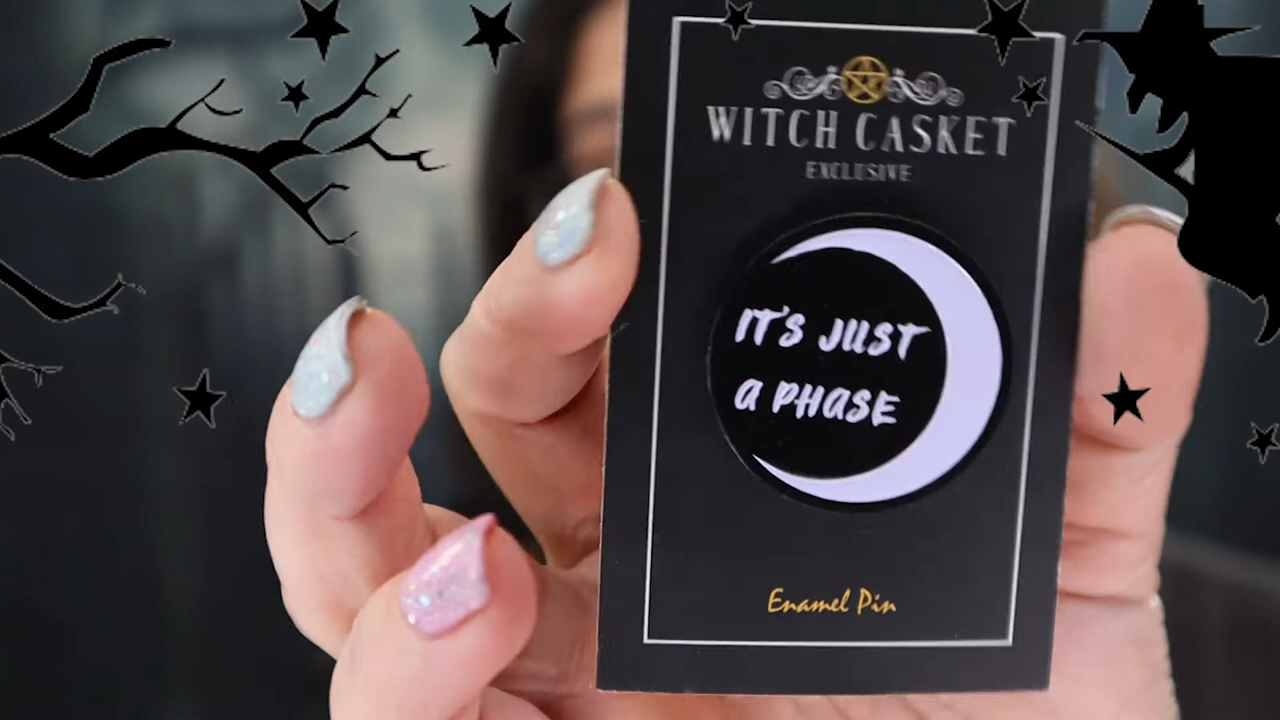 WITCH CASKET
EXCLUSIVE
IT'S JUST
A PHASE
Enamel Pin